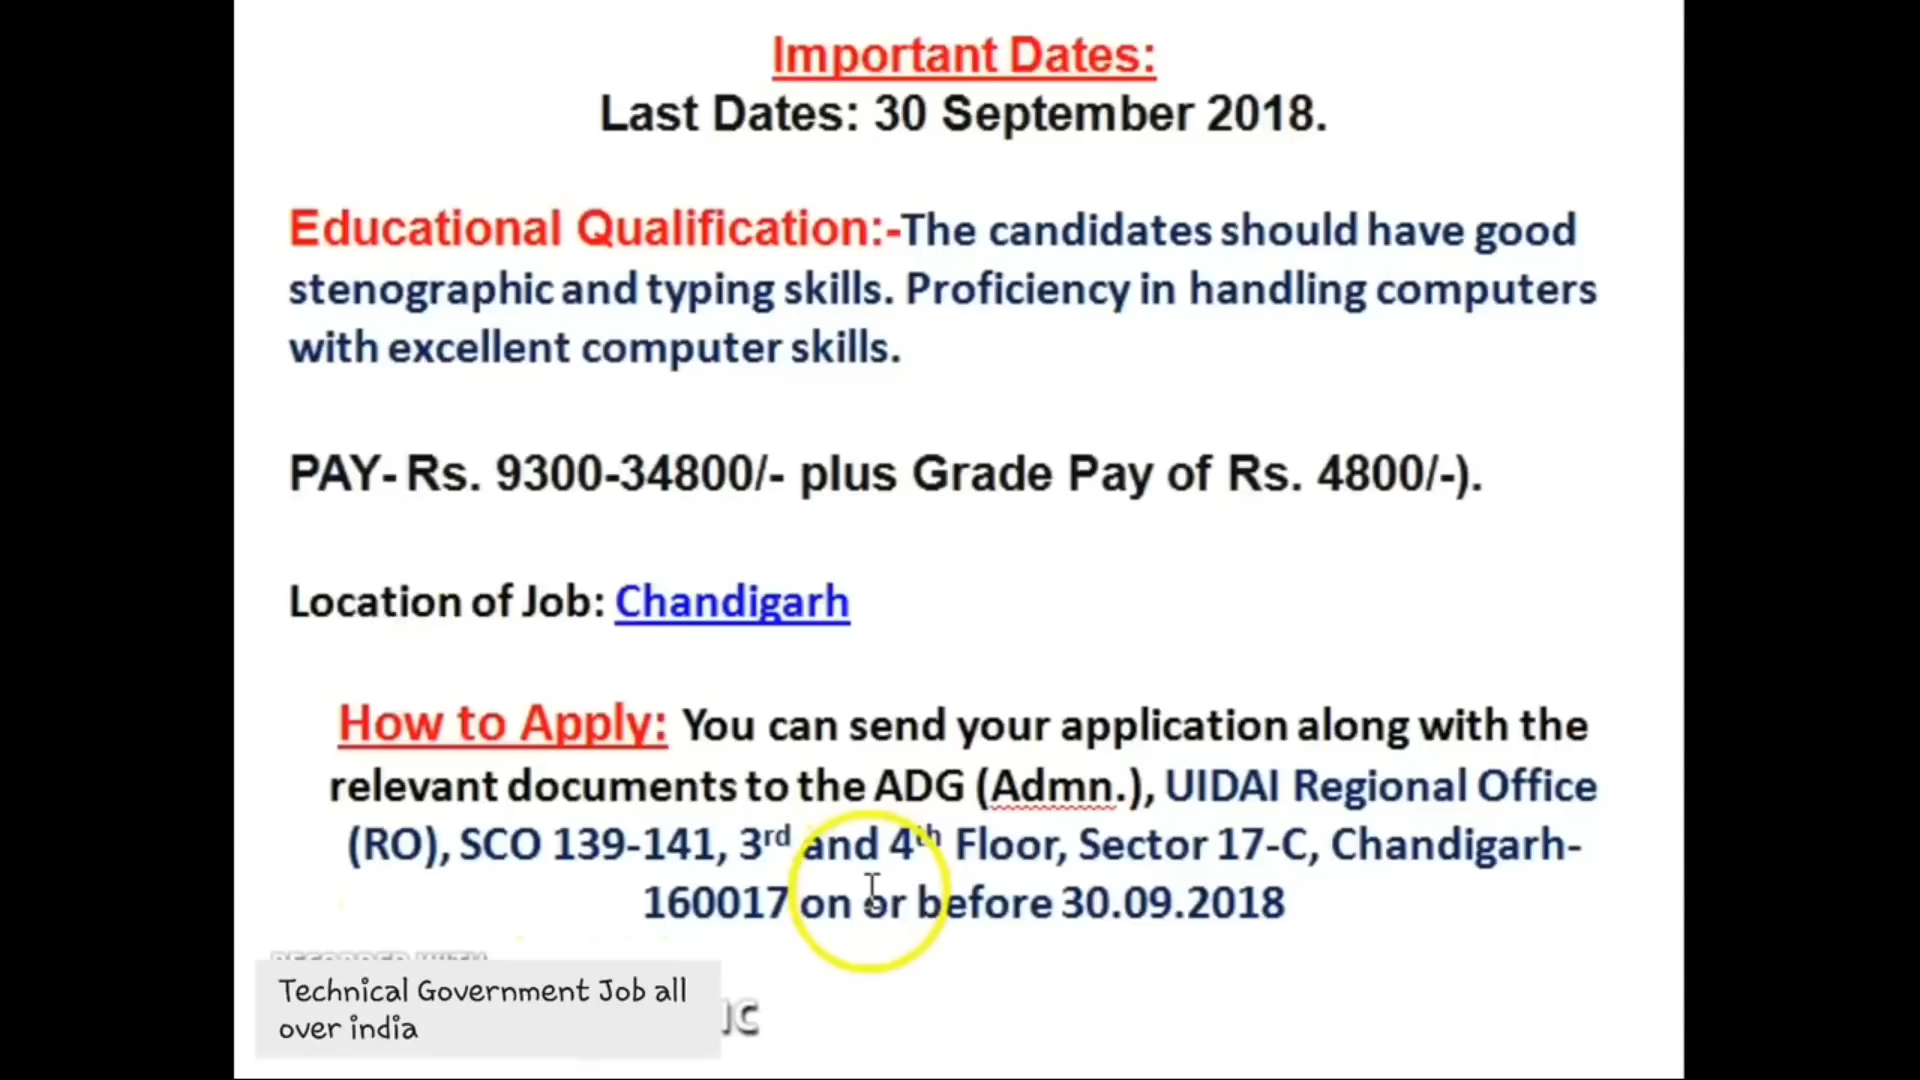 Important Dates:
Last Dates: 30 September 2018.
Educational Qualification:-The candidates should have good
stenographic and typing skills. Proficiency in handling computers
with excellent computer skills.
PAY- Rs. 9300-34800/- plus Grade Pay of Rs. 4800/-).
Location of Job: Chandigarh
How to Apply: You can send your application along with the
relevant documents to the ADG (Admn.), UIDAI Regional Office
(RO), SCO 139-141, 3rd and 4th Floor, Sector 17-C, Chandigarh-
160017 on or before 30.09.2018
RECORDED WITH
Technical Government Job all
over india